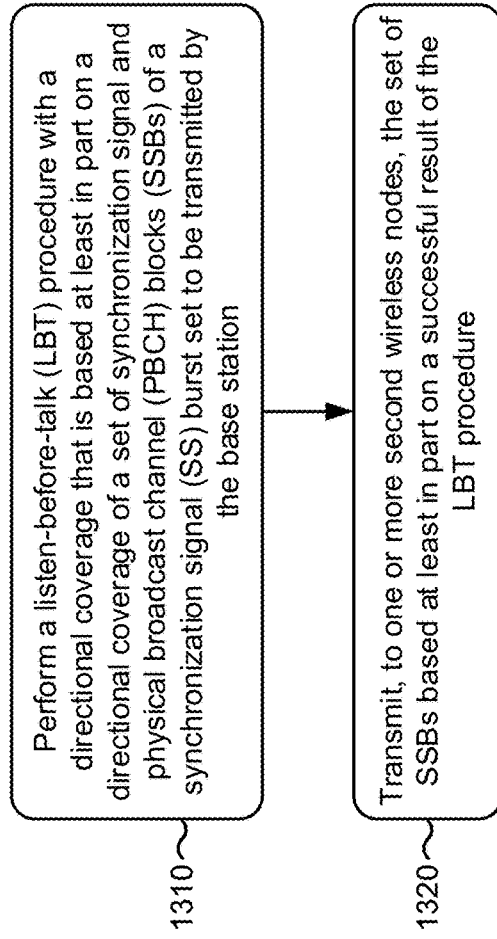 Perform a listen-before-talk (LBT) procedure with a
directional coverage that is based at least in part on a
directional coverage of a set of synchronization signal and
physical broadcast channel (PBCH) blocks (SSBs) of a
synchronization signal (SS) burst set to be transmitted by
the base station
1310
Transmit, to one or more second wireless nodes, the set of
SSBs based at least in part on a successful result of the
LBT procedure
1320